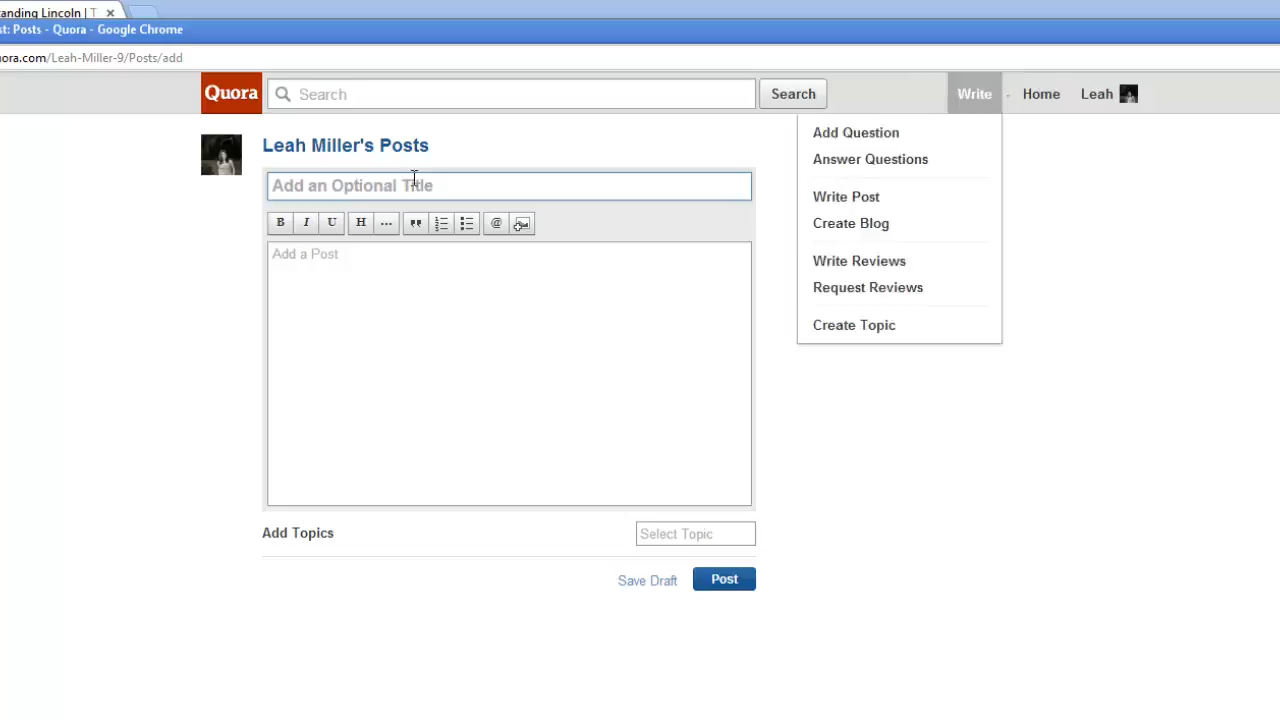 tanding Lincoln | T
st: Posts - Quora - Google Chrome
ora.com/Leah-Miller-9/Posts/add
Quora Search Search Write Home Leah
Leah Miller's Posts
Add an Optional Title
B I U H ... " @
Add a Post
Add Topics Select Topic
Save Draft Post
Add Question
Answer Questions
Write Post
Create Blog
Write Reviews
Request Reviews
Create Topic